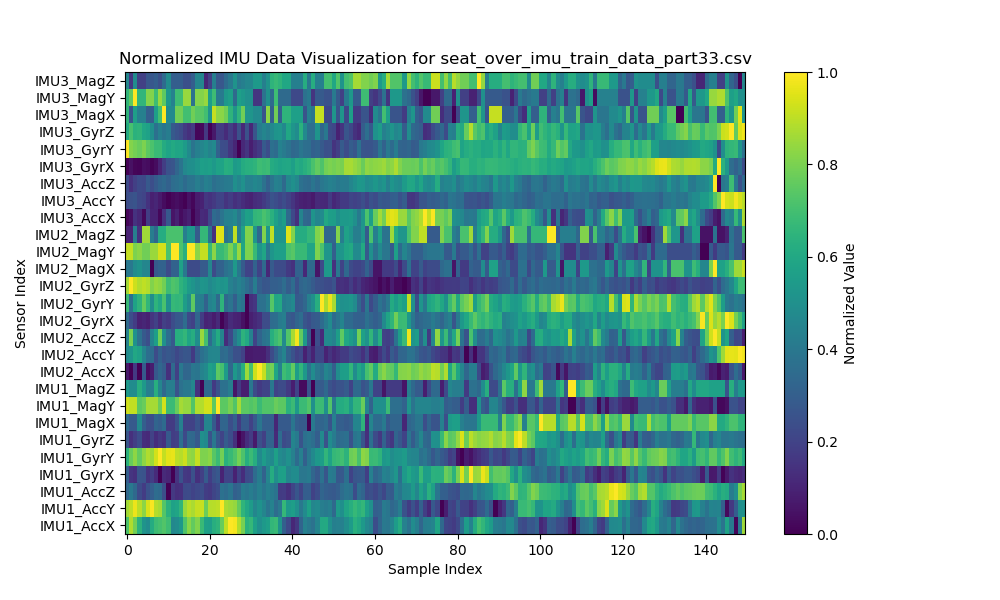 Normalized IMU Data Visualization for seat_over_imu_train_data_part33.csv
IMU3_MagZ
IMU3_MagY
IMU3_MagX
IMU3_GyrZ
IMU3_GyrY
IMU3_GyrX
IMU3_AccZ
IMU3_AccY
IMU3_AccX
IMU2_MagZ
IMU2_MagY
IMU2_MagX
IMU2_GyrZ
IMU2_GyrY
IMU2_GyrX
IMU2_AccZ
IMU2_AccY
IMU2_AccX
IMU1_MagZ
IMU1_MagY
IMU1_MagX
IMU1_GyrZ
IMU1_GyrY
IMU1_GyrX
IMU1_AccZ
IMU1_AccY
IMU1_AccX
Sensor Index
0 20 40 60 80 100 120 140
Sample Index
1.0
0.8
0.6
0.4
0.2
0.0
Normalized Value